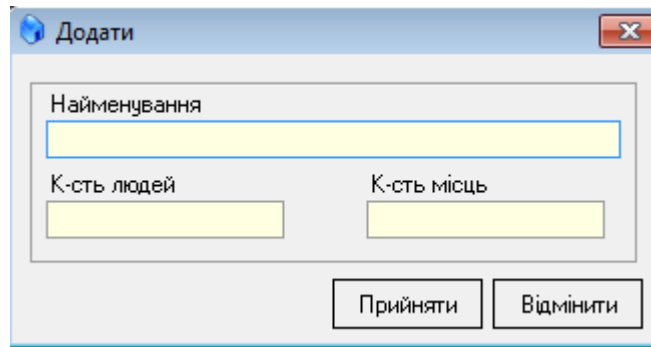 Додати
Найменування
К-сть людей К-сть місць
Прийняти Відмінити